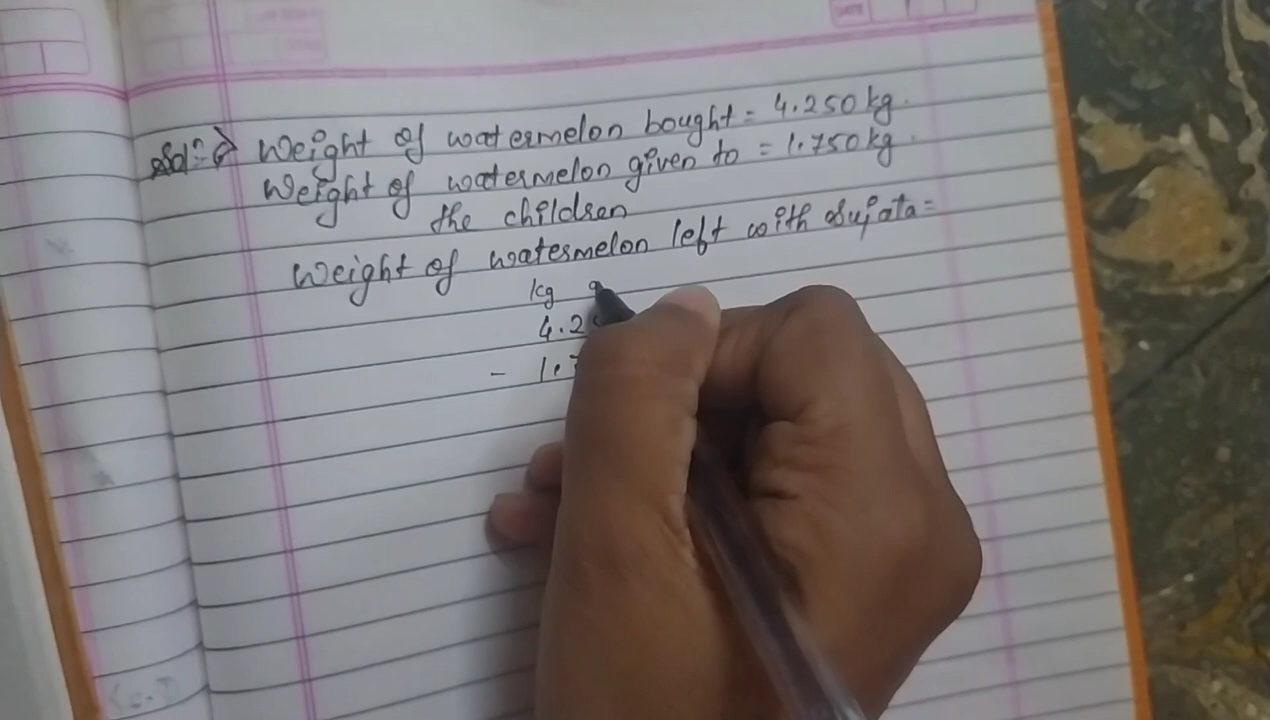 Sol:-
Weight of watermelon bought = 4.250 kg.
Weight of watermelon given to = 1.750 kg.
the children
Weight of watermelon left with Sujata =
kg g
4.2
- 1.7